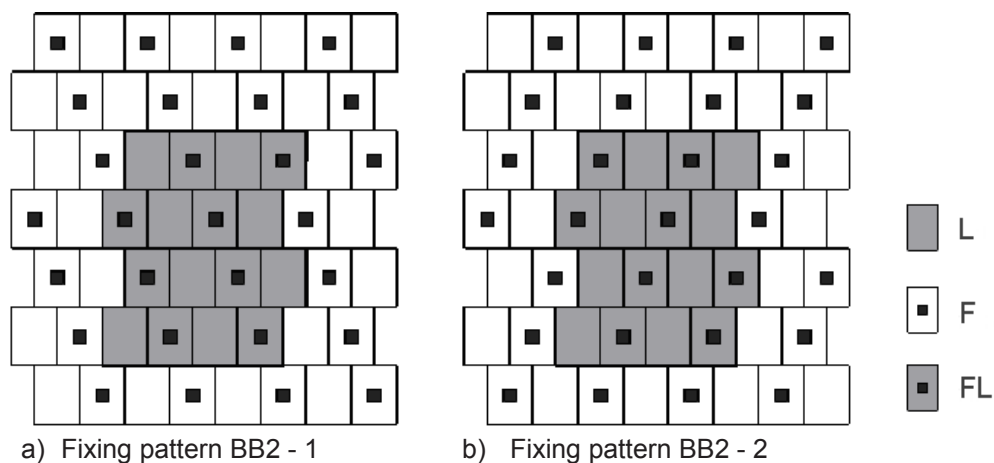 L
F
FL
a) Fixing pattern BB2 - 1
b) Fixing pattern BB2 - 2